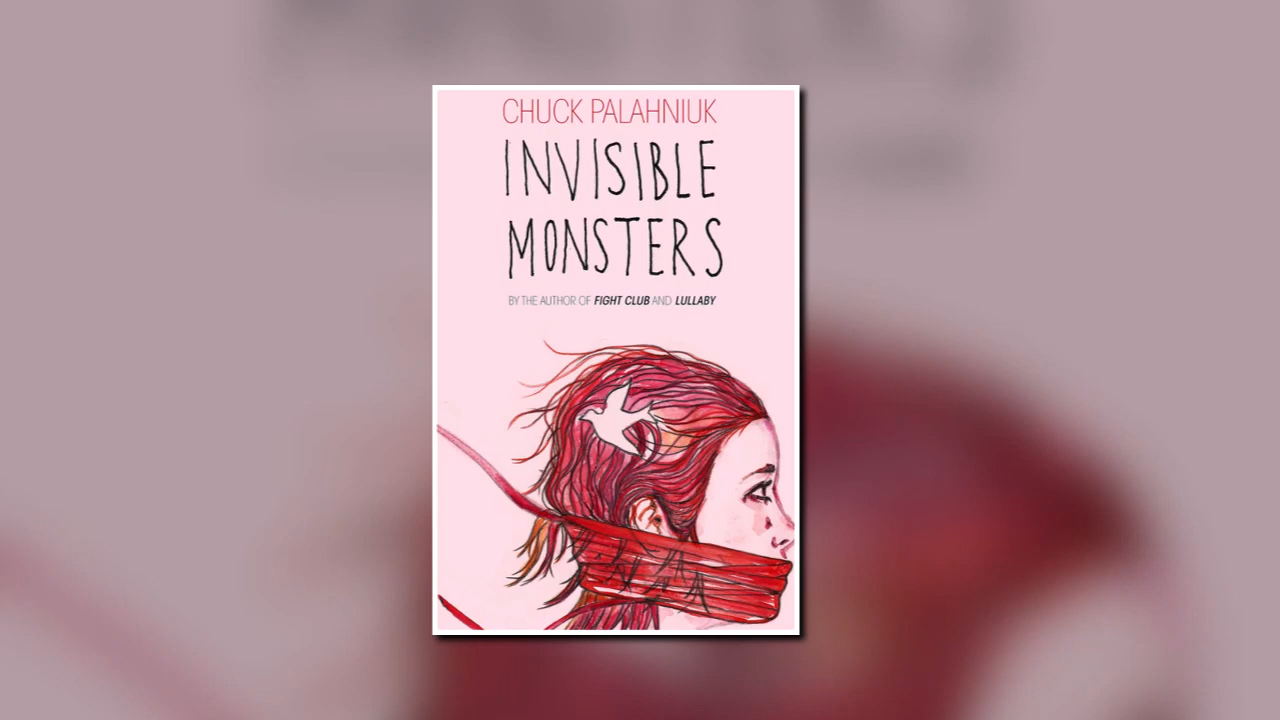 CHUCK PALAHNIUK
INVISIBLE
MONSTERS
BY THE AUTHOR OF FIGHT CLUB AND LULLABY